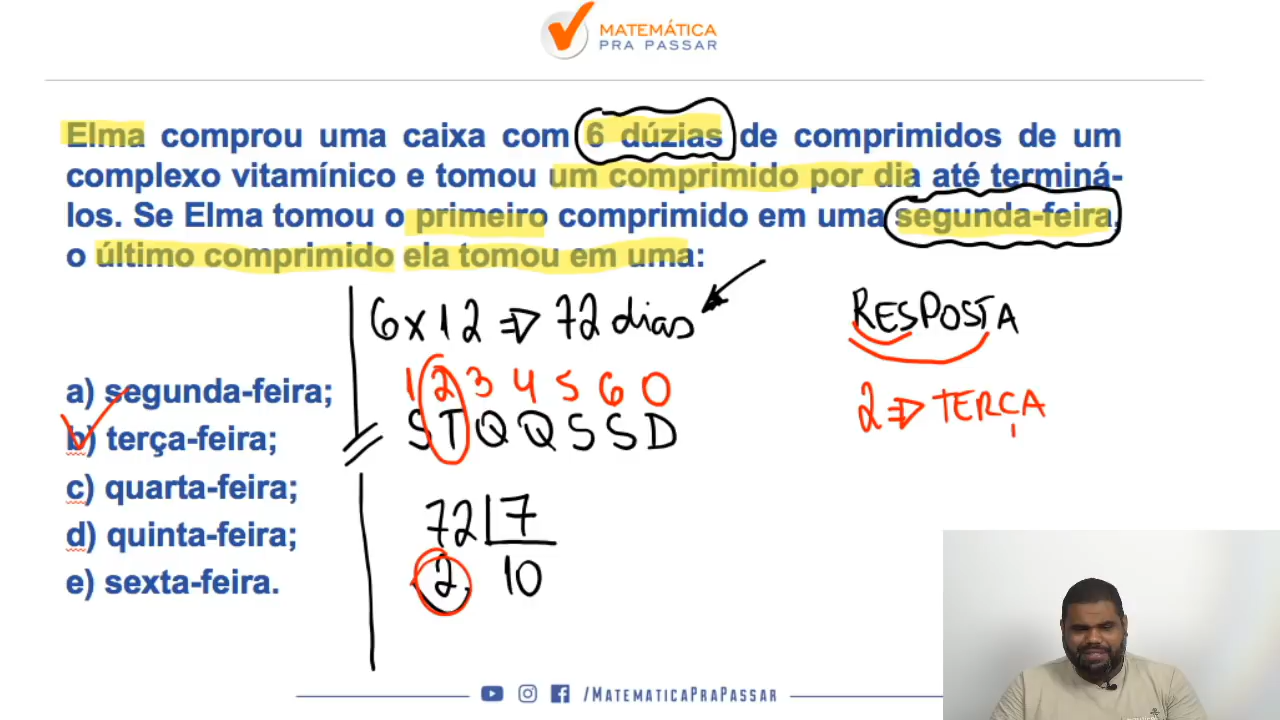 MATEMÁTICA
PRA PASSAR
Elma comprou uma caixa com 6 dúzias de comprimidos de um
complexo vitamínico e tomou um comprimido por dia até terminá-
los. Se Elma tomou o primeiro comprimido em uma segunda-feira,
o último comprimido ela tomou em uma:
6x12 ⇒ 72 dias
RESPOSTA
1 2 3 4 5 6 0
S T Q Q S S D
2 ⇒ TERÇA
a) segunda-feira;
b) terça-feira;
c) quarta-feira;
d) quinta-feira;
e) sexta-feira.
72 7
2 10
/MATEMATICAPRAPASSAR